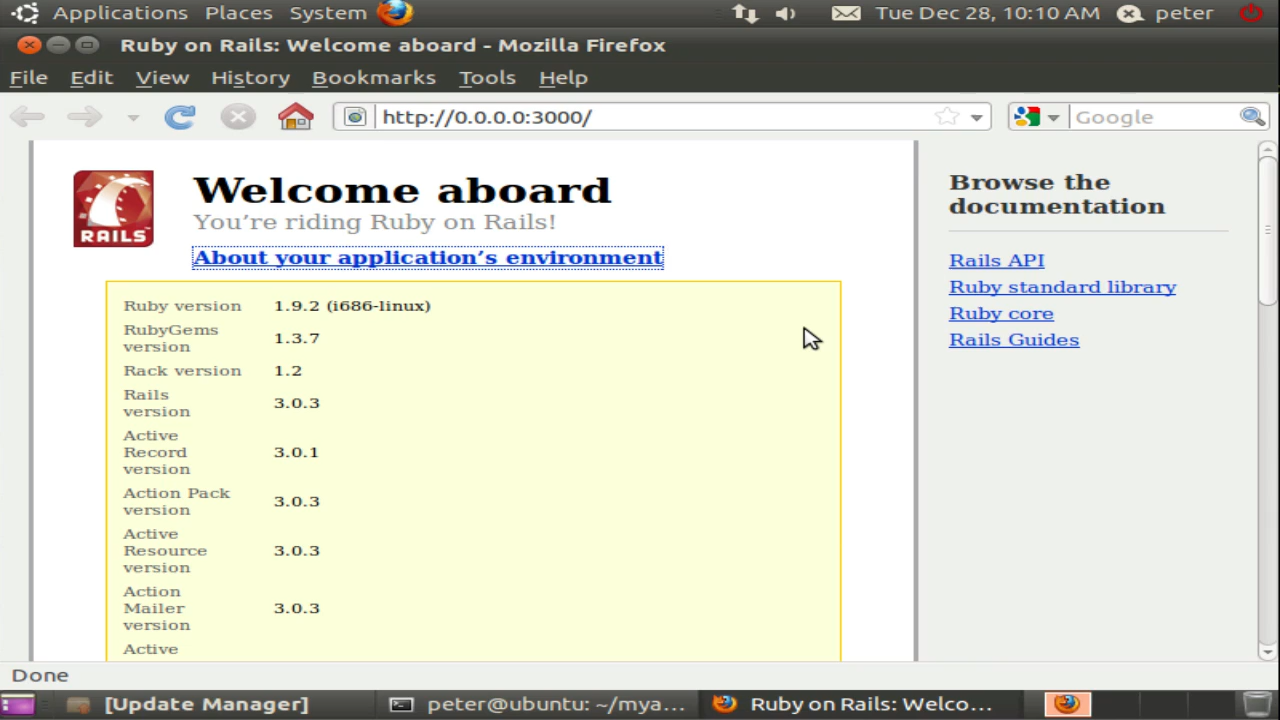 Applications Places System
Tue Dec 28, 10:10 AM peter
Ruby on Rails: Welcome aboard - Mozilla Firefox
File Edit View History Bookmarks Tools Help
http://0.0.0.0:3000/
Google
RAILS
Welcome aboard
You’re riding Ruby on Rails!
About your application’s environment
Ruby version 1.9.2 (i686-linux)
RubyGems
version
1.3.7
Rack version 1.2
Rails
version
3.0.3
Active
Record
version
3.0.1
Action Pack
version
3.0.3
Active
Resource
version
3.0.3
Action
Mailer
version
3.0.3
Active
Browse the
documentation
Rails API
Ruby standard library
Ruby core
Rails Guides
Done
[Update Manager]
peter@ubuntu: ~/mya...
Ruby on Rails: Welco...